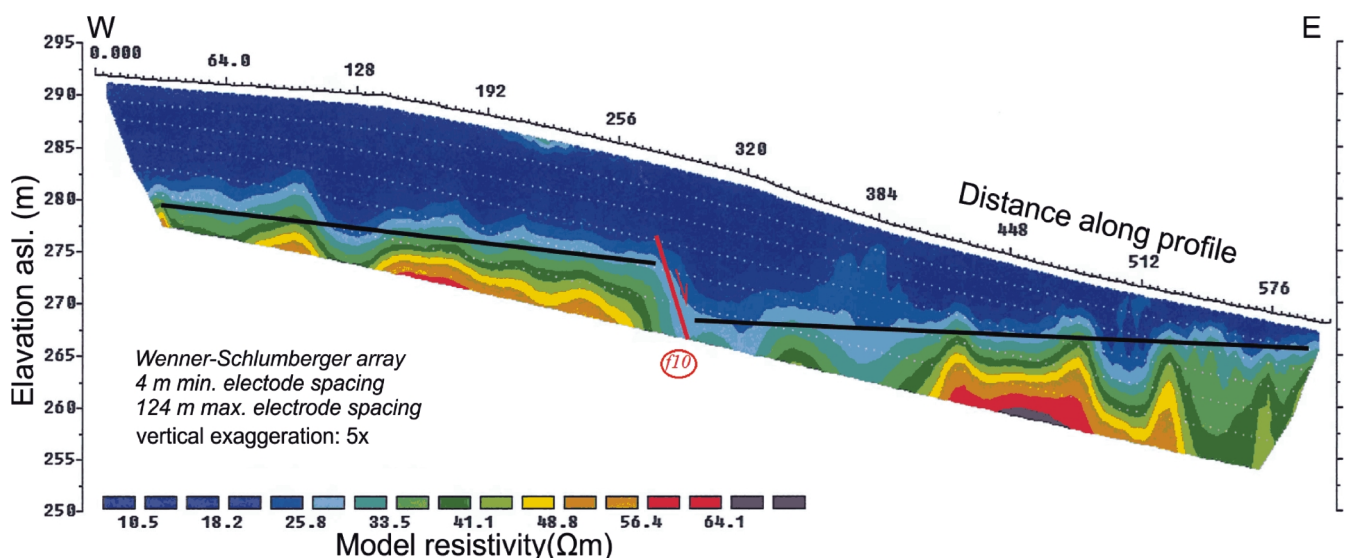 W
E
295
290
285
280
275
270
265
260
255
250
Elavation asl. (m)
0.000
64.0
128
192
256
320
384
448
512
576
Distance along profile
f10
Wenner-Schlumberger array
4 m min. electode spacing
124 m max. electrode spacing
vertical exaggeration: 5x
10.5 18.2 25.8 33.5 41.1 48.8 56.4 64.1
Model resistivity(Ωm)